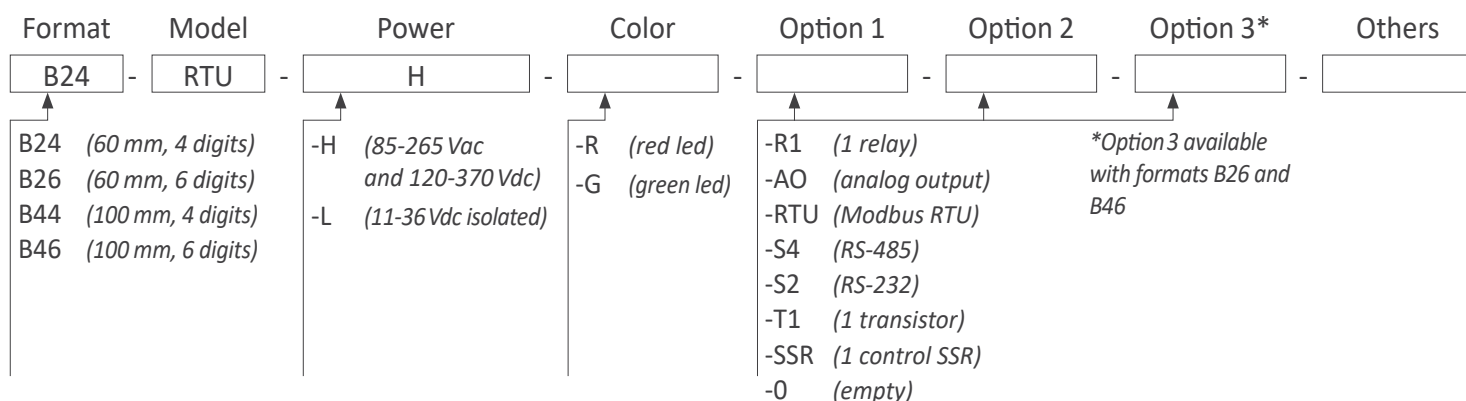 Format Model Power Color Option 1 Option 2 Option 3* Others
B24 - RTU - H - - - -
B24 (60 mm, 4 digits)
B26 (60 mm, 6 digits)
B44 (100 mm, 4 digits)
B46 (100 mm, 6 digits)
-H (85-265 Vac
and 120-370 Vdc)
-L (11-36 Vdc isolated)
-R (red led)
-G (green led)
-R1 (1 relay)
-AO (analog output)
-RTU (Modbus RTU)
-S4 (RS-485)
-S2 (RS-232)
-T1 (1 transistor)
-SSR (1 control SSR)
-0 (empty)
*Option 3 available
with formats B26 and
B46